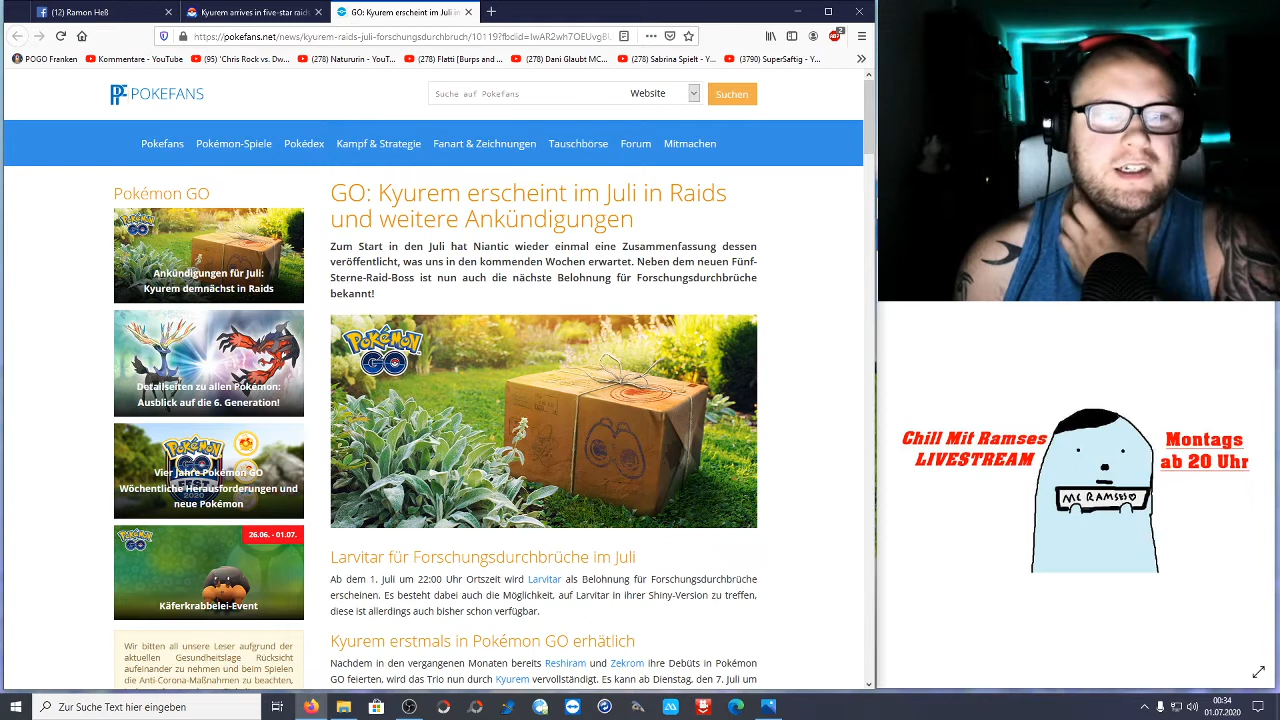 (12) Ramon Heß
Kyurem arrives in five-star raids
GO: Kyurem erscheint im Juli in
https://pokefans.net/news/kyurem-raids-juli-forschungsdurchbruch/10119?fbclid=IwAR2wh7OEUvgBU
POGO Franken
Kommentare - YouTube
(95) 'Chris Rock vs. Dw...
(278) Natururin - YouT...
(278) Flatti [Burps and ...
(278) Dani Glaubt MC...
(278) Sabrina Spielt - Y...
(3790) SuperSaftig - Y...
POKEFANS
Suche auf Pokefans
Website
Suchen
Pokefans
Pokémon-Spiele
Pokédex
Kampf & Strategie
Fanart & Zeichnungen
Tauschbörse
Forum
Mitmachen
Pokémon GO
Ankündigungen für Juli:
Kyurem demnächst in Raids
Detailseiten zu allen Pokémon:
Ausblick auf die 6. Generation!
Vier Jahre Pokémon GO
Wöchentliche Herausforderungen und
neue Pokémon
26.06. - 01.07.
Käferkrabbelei-Event
Wir bitten all unsere Leser aufgrund der
aktuellen Gesundheitslage Rücksicht
aufeinander zu nehmen und beim Spielen
die Anti-Corona-Maßnahmen zu beachten,
GO: Kyurem erscheint im Juli in Raids
und weitere Ankündigungen
Zum Start in den Juli hat Niantic wieder einmal eine Zusammenfassung dessen
veröffentlicht, was uns in den kommenden Wochen erwartet. Neben dem neuen Fünf-
Sterne-Raid-Boss ist nun auch die nächste Belohnung für Forschungsdurchbrüche
bekannt!
POKÉMON
GO
Larvitar für Forschungsdurchbrüche im Juli
Ab dem 1. Juli um 22:00 Uhr Ortszeit wird Larvitar als Belohnung für Forschungsdurchbrüche
erscheinen. Es besteht dabei auch die Möglichkeit, auf Larvitar in ihrer Shiny-Version zu treffen,
diese ist allerdings auch bisher schon verfügbar.
Kyurem erstmals in Pokémon GO erhätlich
Nachdem in den vergangenen Monaten bereits Reshiram und Zekrom ihre Debüts in Pokémon
GO feierten, wird das Trio nun durch Kyurem vervollständigt. Es kann ab Dienstag, den 7. Juli um
Chill Mit Ramses
LIVESTREAM
MC RAMSES
Montags
ab 20 Uhr
Zur Suche Text hier eingeben
00:34
01.07.2020